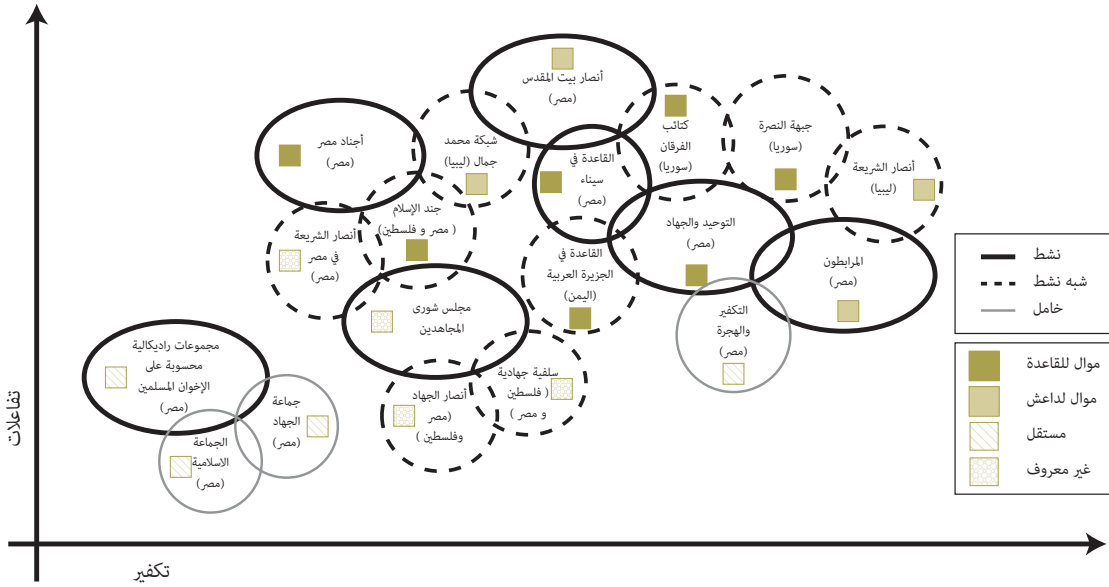 أنصار بيت المقدس
(مصر)
أجناد مصر
(مصر)
شبكة محمد
جمال (ليبيا)
القاعدة في
سيناء
(مصر)
كتائب
الفرقان
(سوريا)
جبهة النصرة
(سوريا)
أنصار الشريعة
(ليبيا)
جند الإسلام
( مصر و فلسطين)
أنصار الشريعة
في مصر
(مصر)
التوحيد والجهاد
(مصر)
القاعدة في
الجزيرة العربية
(اليمن)
المرابطون
(مصر)
مجلس شورى
المجاهدين
التكفير
والهجرة
(مصر)
مجموعات راديكالية
محسوبة على
الإخوان المسلمين
(مصر)
سلفية جهادية
( فلسطين
و مصر )
أنصار الجهاد
(مصر
وفلسطين )
جماعة
الجهاد
(مصر)
الجماعة
الاسلامية
(مصر)
نشط
شبه نشط
خامل
موال للقاعدة
موال لداعش
مستقل
غير معروف
تفاعلات
تكفير